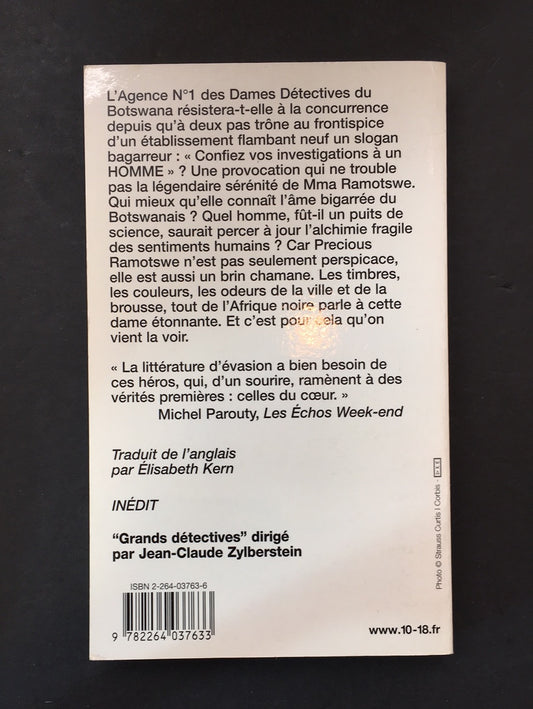 L'Agence N°1 des Dames Détectives du
Botswana résistera-t-elle à la concurrence
depuis qu'à deux pas trône au frontispice
d'un établissement flambant neuf un slogan
bagarreur : « Confiez vos investigations à un
HOMME » ? Une provocation qui ne trouble
pas la légendaire sérénité de Mma Ramotswe.
Qui mieux qu'elle connaît l'âme bigarrée du
Botswanais ? Quel homme, fût-il un puits de
science, saurait percer à jour l'alchimie fragile
des sentiments humains ? Car Precious
Ramotswe n'est pas seulement perspicace,
elle est aussi un brin chamane. Les timbres,
les couleurs, les odeurs de la ville et de la
brousse, tout de l'Afrique noire parle à cette
dame étonnante. Et c'est pour cela qu'on
vient la voir.
« La littérature d'évasion a bien besoin de
ces héros, qui, d'un sourire, ramènent à des
vérités premières : celles du cœur. »
Michel Parouty, Les Échos Week-end
Traduit de l'anglais
par Élisabeth Kern
INÉDIT
"Grands détectives" dirigé
par Jean-Claude Zylberstein
ISBN 2-264-03763-6
9 782264 037633
www.10-18.fr
Photo © Strauss Curtis | Corbis -